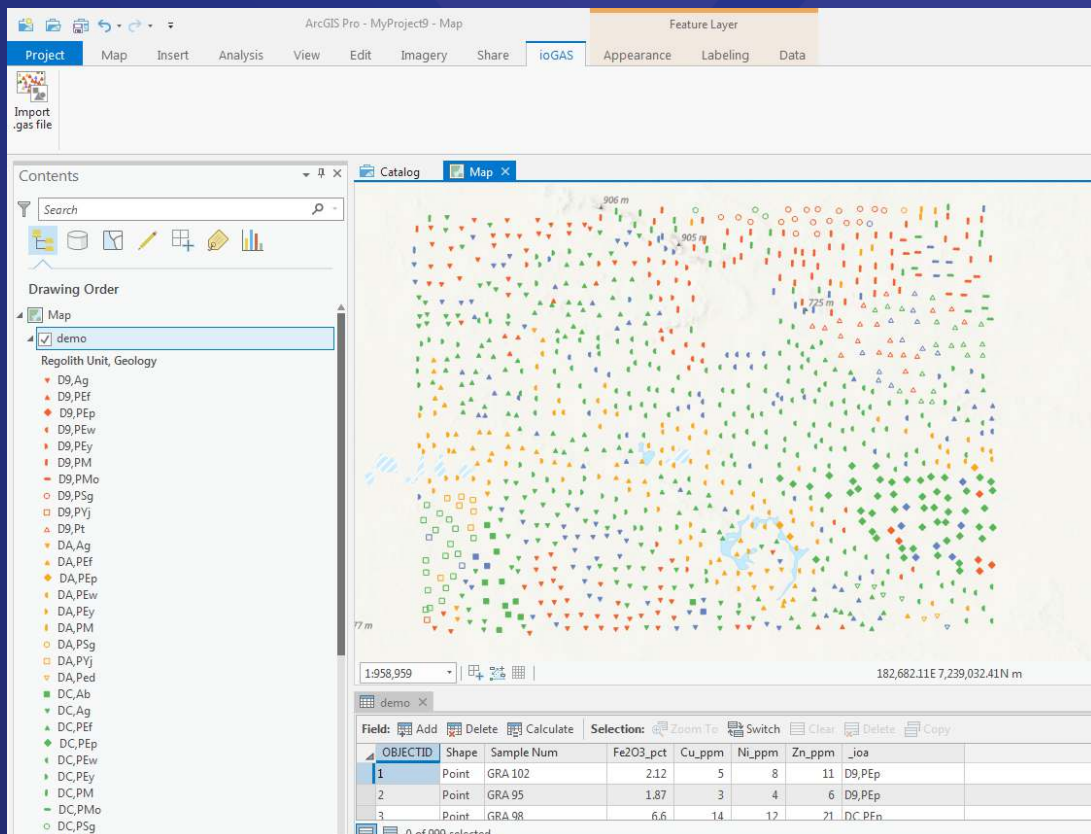 ArcGIS Pro - MyProject9 - Map
Feature Layer
Project Map Insert Analysis View Edit Imagery Share ioGAS Appearance Labeling Data
Import
.gas file
Contents
Search
Drawing Order
Map
demo
Regolith Unit, Geology
D9,Ag
D9,PEf
D9,PEp
D9,PEw
D9,PEy
D9,PM
D9,PMo
D9,PSg
D9,PYj
D9,Pt
DA,Ag
DA,PEf
DA,PEp
DA,PEw
DA,PEy
DA,PM
DA,PSg
DA,PYj
DA,Ped
DC,Ab
DC,Ag
DC,PEf
DC,PEp
DC,PEw
DC,PEy
DC,PM
DC,PMo
DC,PSg
Catalog Map
906 m
905 m
725 m
77 m
1:958,959
182,682.11E 7,239,032.41N m
demo
Field: Add Delete Calculate Selection: Zoom To Switch Clear Delete Copy
OBJECTID Shape Sample Num Fe2O3_pct Cu_ppm Ni_ppm Zn_ppm _ioa
1 Point GRA 102 2.12 5 8 11 D9,PEp
2 Point GRA 95 1.87 3 4 6 D9,PEp
3 Point GRA 98 6.6 14 12 21 DC,PEp
0 of 999 selected